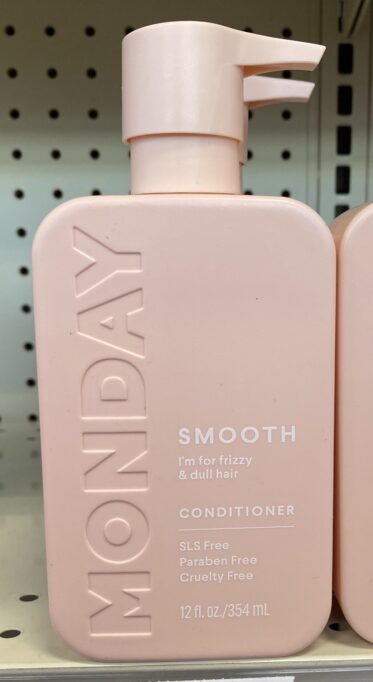 MONDAY
SMOOTH
I'm for frizzy
& dull hair
CONDITIONER
SLS Free
Paraben Free
Cruelty Free
12 fl. oz./354 mL